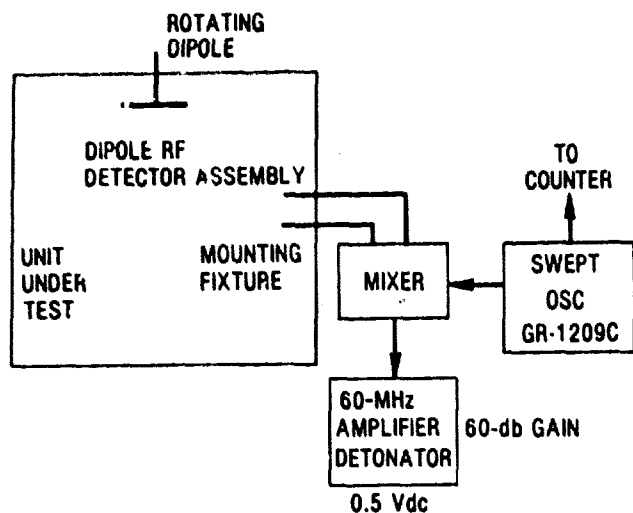 ROTATING
DIPOLE
DIPOLE RF
DETECTOR ASSEMBLY
UNIT
UNDER
TEST
MOUNTING
FIXTURE
MIXER
TO
COUNTER
SWEPT
OSC
GR-1209C
60-MHz
AMPLIFIER
DETONATOR
60-db GAIN
0.5 Vdc